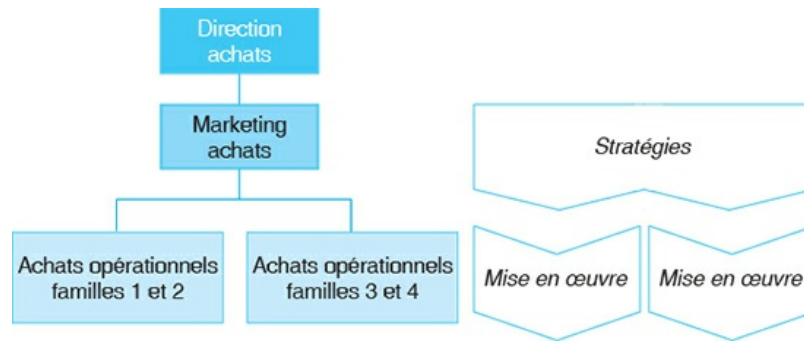 Direction
achats
Marketing
achats
Stratégies
Achats opérationnels
familles 1 et 2
Achats opérationnels
familles 3 et 4
Mise en œuvre
Mise en œuvre